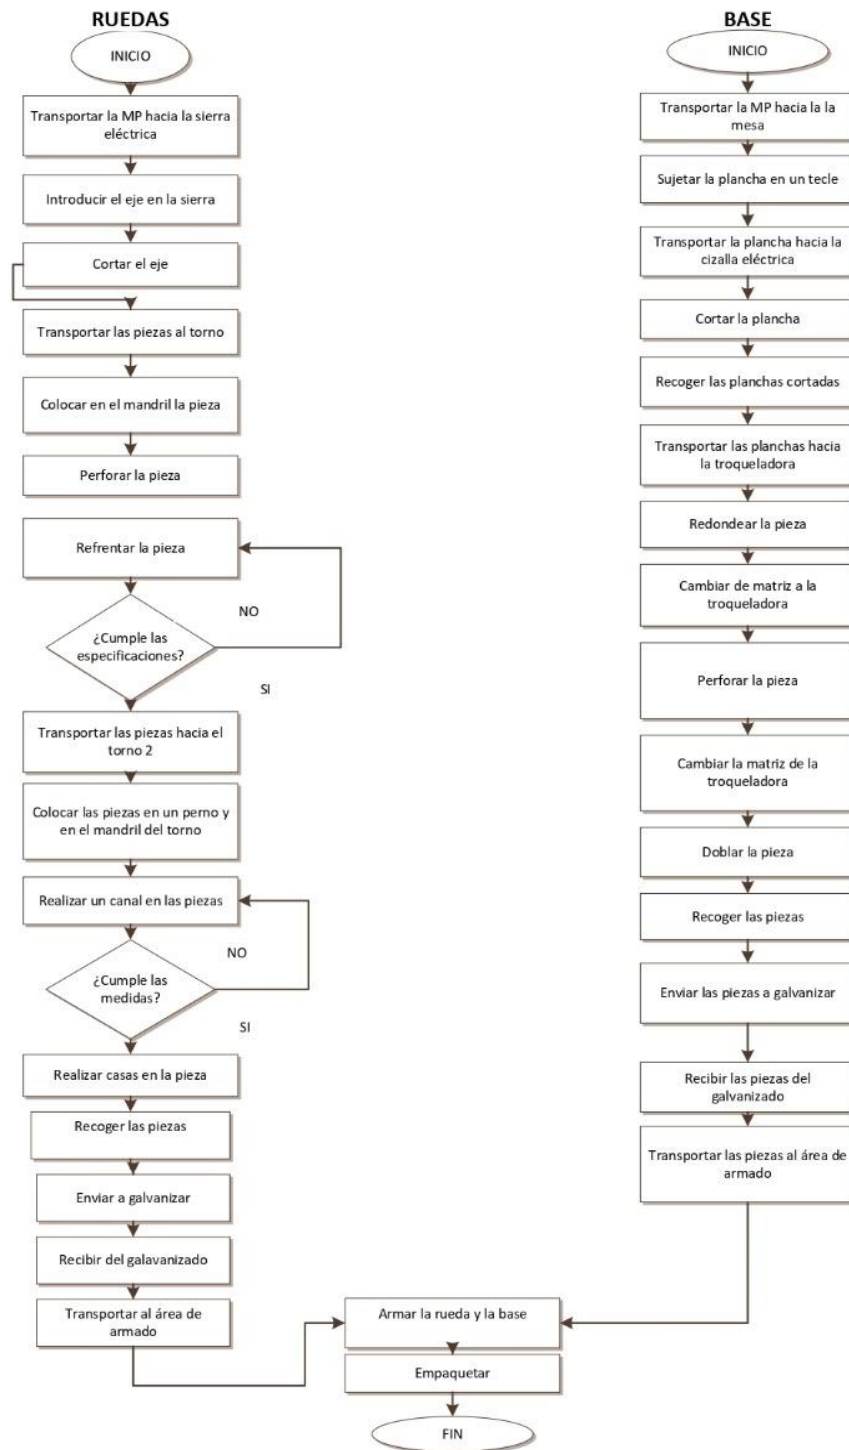 RUEDAS
INICIO
Transportar la MP hacia la sierra
eléctrica
Introducir el eje en la sierra
Cortar el eje
Transportar las piezas al torno
Colocar en el mandril la pieza
Perforar la pieza
Refrentar la pieza
NO
¿Cumple las
especificaciones?
SI
Transportar las piezas hacia el
torno 2
Colocar las piezas en un perno y
en el mandril del torno
Realizar un canal en las piezas
NO
¿Cumple las
medidas?
SI
Realizar casas en la pieza
Recoger las piezas
Enviar a galvanizar
Recibir del galavanizado
Transportar al área de
armado
BASE
INICIO
Transportar la MP hacia la la
mesa
Sujetar la plancha en un tecle
Transportar la plancha hacia la
cizalla eléctrica
Cortar la plancha
Recoger las planchas cortadas
Transportar las planchas hacia
la troqueladora
Redondear la pieza
Cambiar de matriz a la
troqueladora
Perforar la pieza
Cambiar la matriz de la
troqueladora
Doblar la pieza
Recoger las piezas
Enviar las piezas a galvanizar
Recibir las piezas del
galvanizado
Transportar las piezas al área de
armado
Armar la rueda y la base
Empaquetar
FIN